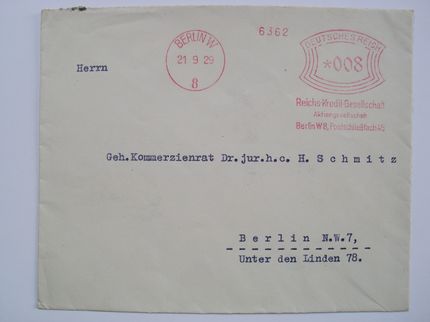 BERLIN W
21.9.29
8
6362
DEUTSCHES REICH
*008
Reichs-Kredit-Gesellschaft
Aktiengesellschaft
Berlin W8, Postschließfach 45
Herrn
Geh.Kommerzienrat Dr.jur.h.c. H. Schmitz
Berlin N.W.7,
Unter den Linden 78.